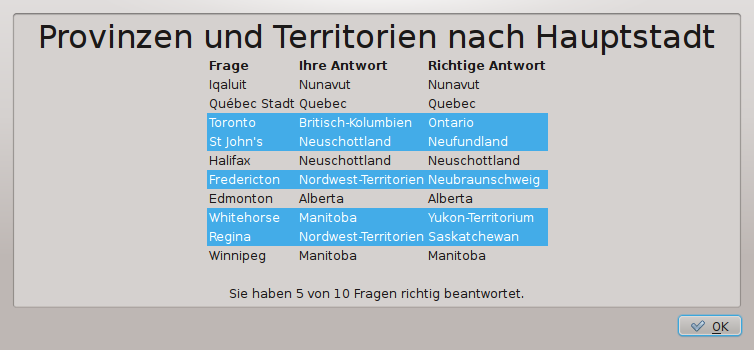 Provinzen und Territorien nach Hauptstadt
Frage Ihre Antwort Richtige Antwort
Iqaluit Nunavut Nunavut
Québec Stadt Quebec Quebec
Toronto Britisch-Kolumbien Ontario
St John's Neuschottland Neufundland
Halifax Neuschottland Neuschottland
Fredericton Nordwest-Territorien Neubraunschweig
Edmonton Alberta Alberta
Whitehorse Manitoba Yukon-Territorium
Regina Nordwest-Territorien Saskatchewan
Winnipeg Manitoba Manitoba
Sie haben 5 von 10 Fragen richtig beantwortet.
OK